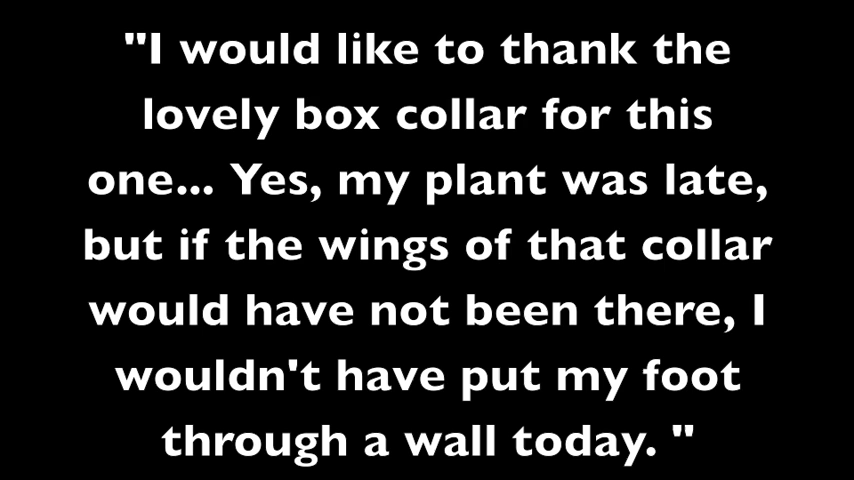 "I would like to thank the
lovely box collar for this
one... Yes, my plant was late,
but if the wings of that collar
would have not been there, I
wouldn't have put my foot
through a wall today. "